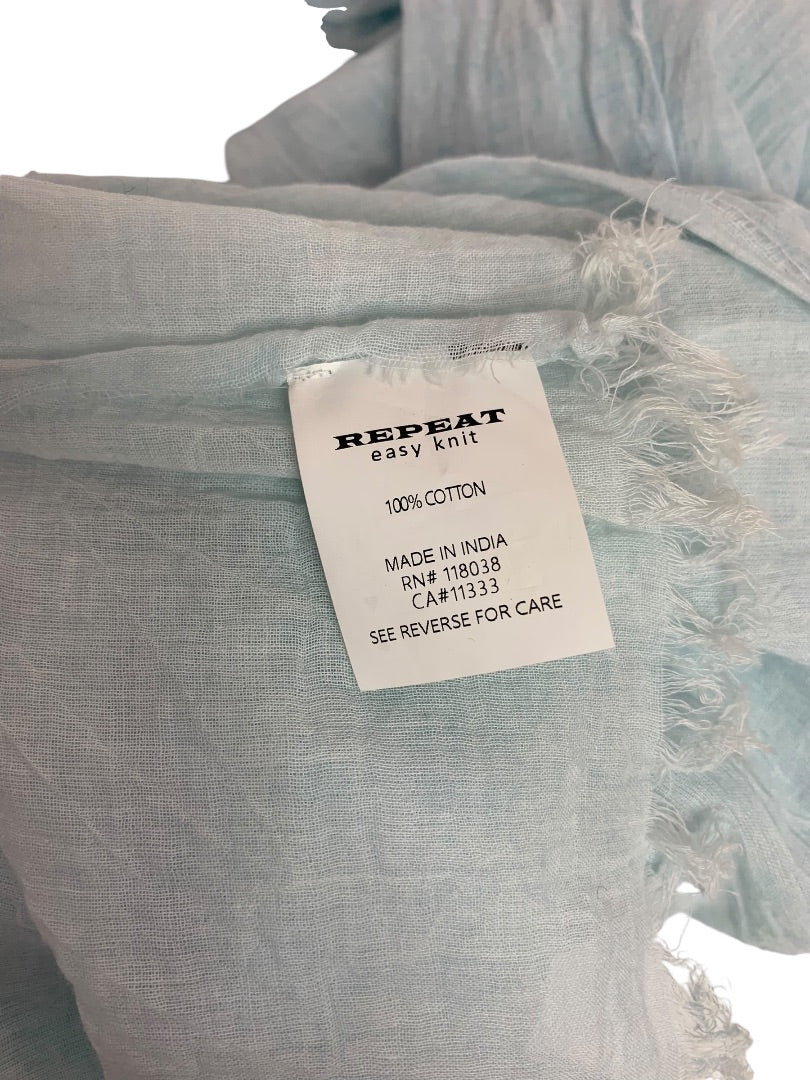 REPEAT
easy knit
100% COTTON
MADE IN INDIA
RN# 118038
CA#11333
SEE REVERSE FOR CARE